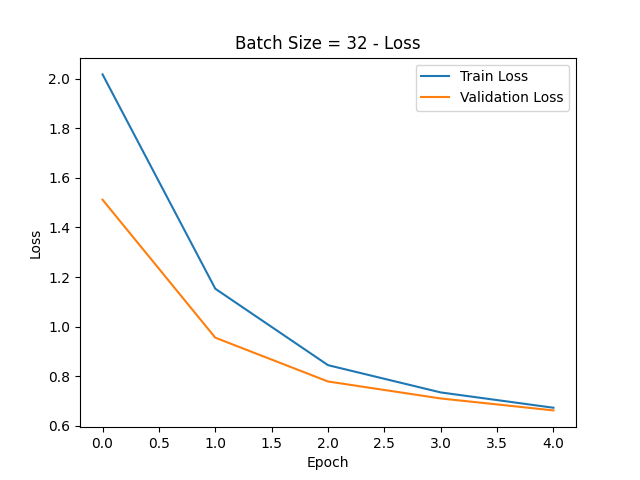 Batch Size = 32 - Loss
Train Loss
Validation Loss
2.0
1.8
1.6
1.4
1.2
1.0
0.8
0.6
Loss
0.0 0.5 1.0 1.5 2.0 2.5 3.0 3.5 4.0
Epoch